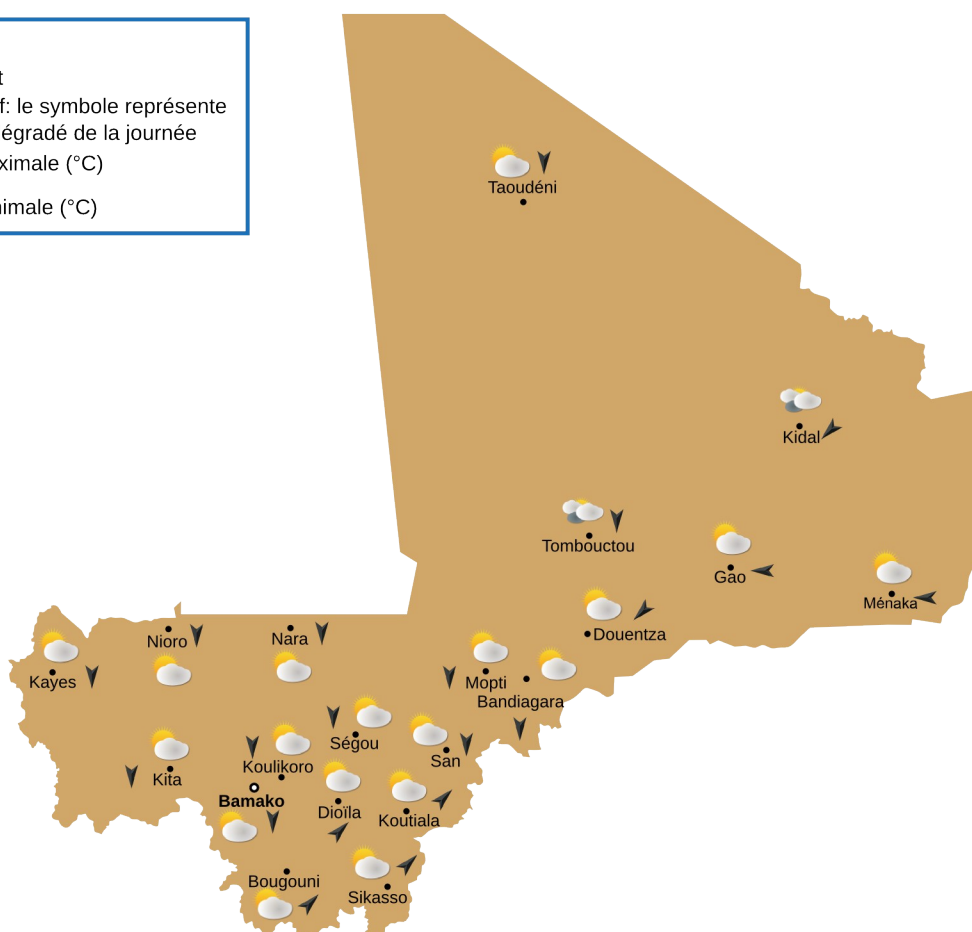 t
f: le symbole représente
égradé de la journée
ximale (°C)
nimale (°C)
Taoudéni
Kidal
Tombouctou
Gao
Ménaka
Douentza
Nioro
Nara
Kayes
Mopti
Bandiagara
Ségou
San
Koulikoro
Kita
Bamako
Dioïla
Koutiala
Bougouni
Sikasso